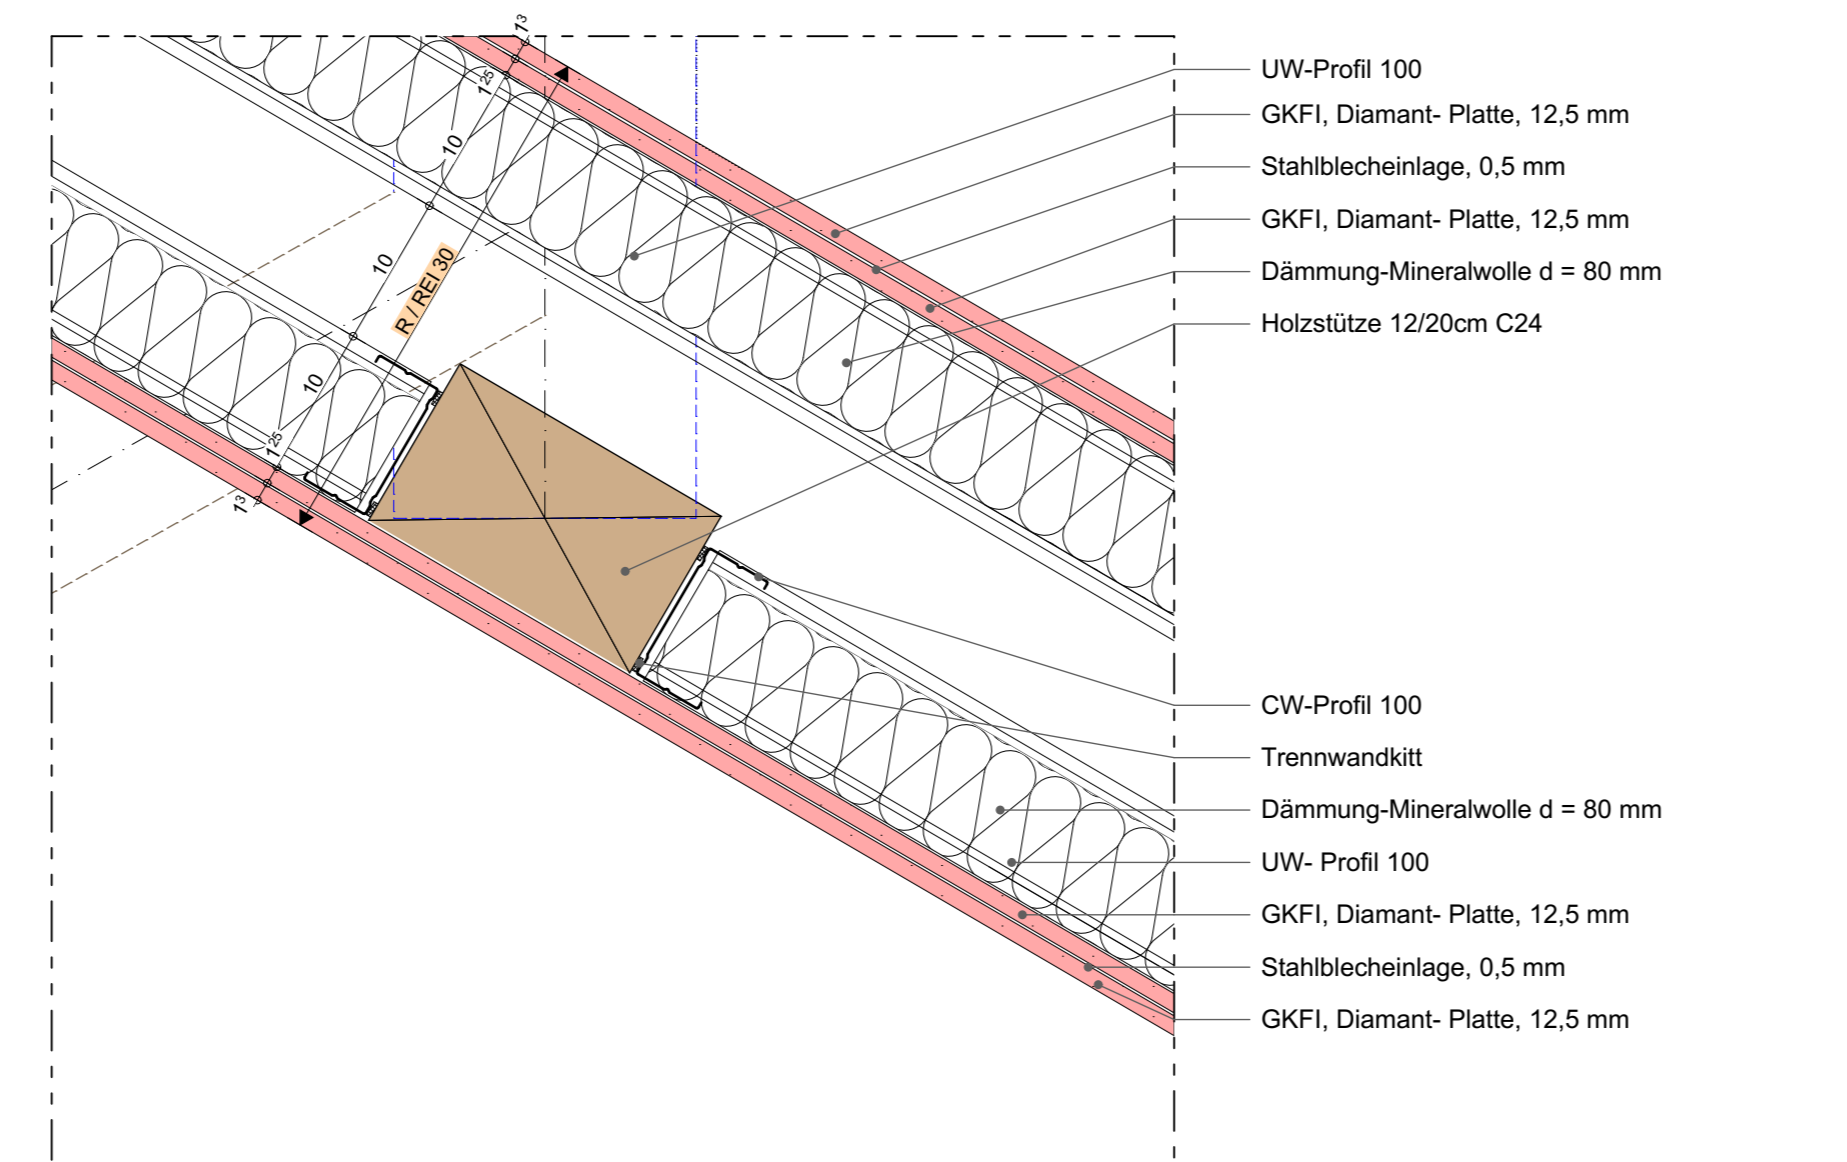 UW-Profil 100
GKFI, Diamant- Platte, 12,5 mm
Stahlblecheinlage, 0,5 mm
GKFI, Diamant- Platte, 12,5 mm
Dämmung-Mineralwolle d = 80 mm
Holzstütze 12/20cm C24
1³
1²⁵
10
10
R / REI 30
10
1²⁵
1³
CW-Profil 100
Trennwandkitt
Dämmung-Mineralwolle d = 80 mm
UW- Profil 100
GKFI, Diamant- Platte, 12,5 mm
Stahlblecheinlage, 0,5 mm
GKFI, Diamant- Platte, 12,5 mm